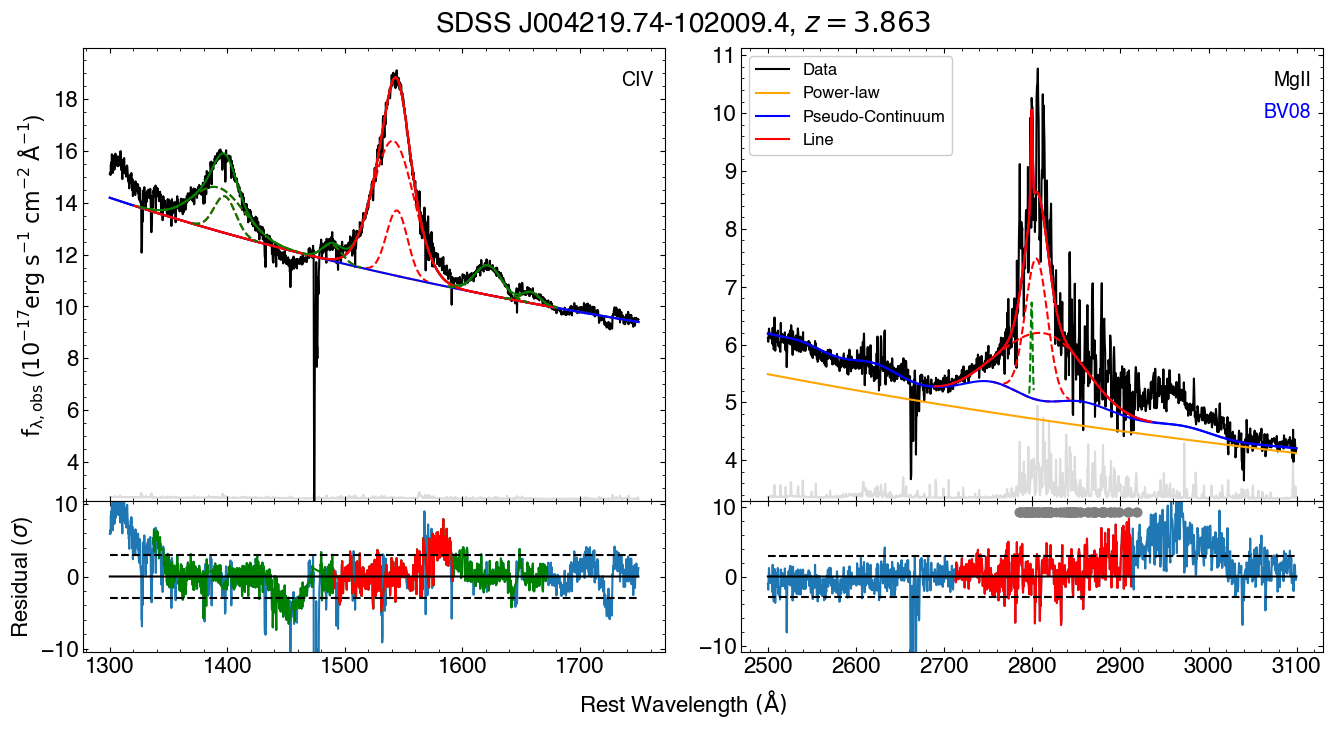 SDSS J004219.74-102009.4, z = 3.863
CIV
18
16
14
12
10
8
6
4
f_λ,obs (10⁻¹⁷erg s⁻¹ cm⁻² Å⁻¹)
11
10
9
8
7
6
5
4
Data
Power-law
Pseudo-Continuum
Line
MgII
BV08
10
0
−10
Residual (σ)
1300 1400 1500 1600 1700
10
0
−10
2500 2600 2700 2800 2900 3000 3100
Rest Wavelength (Å)